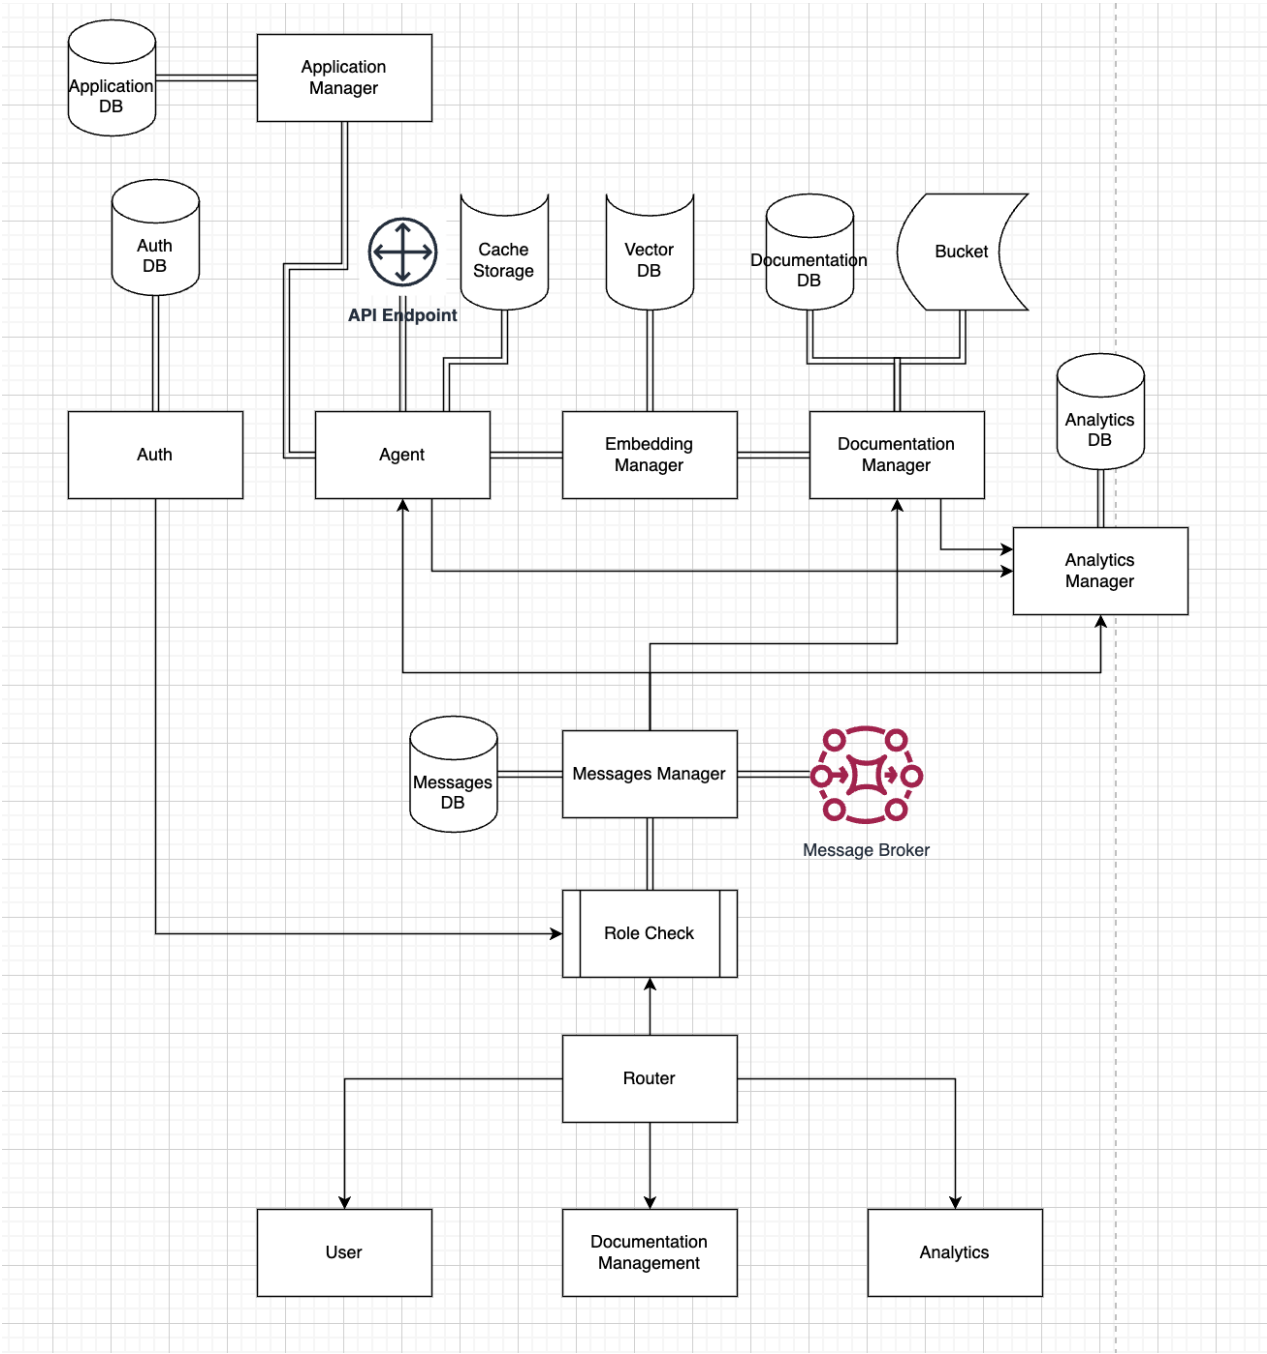 Application
DB
Application
Manager
Auth
DB
API Endpoint
Cache
Storage
Vector
DB
Documentation
DB
Bucket
Analytics
DB
Auth
Agent
Embedding
Manager
Documentation
Manager
Analytics
Manager
Messages
DB
Messages Manager
Message Broker
Role Check
Router
User
Documentation
Management
Analytics